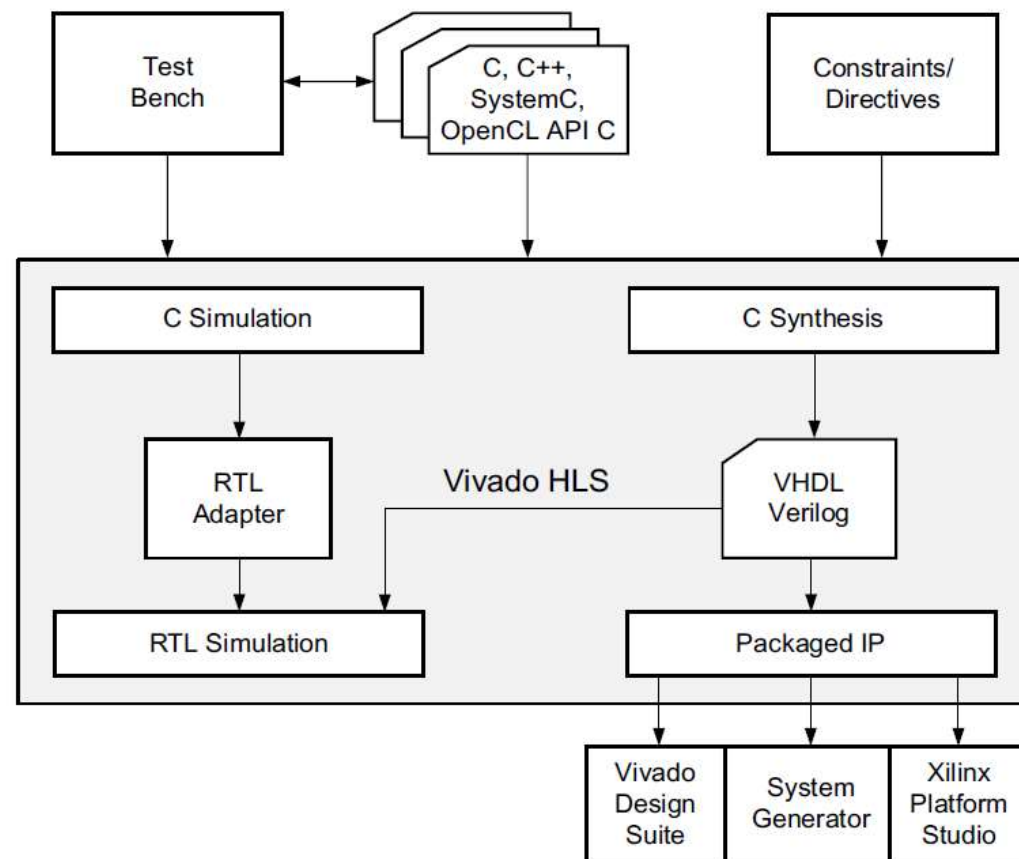 Test
Bench
C, C++,
SystemC,
OpenCL API C
Constraints/
Directives
C Simulation
C Synthesis
RTL
Adapter
Vivado HLS
VHDL
Verilog
RTL Simulation
Packaged IP
Vivado
Design
Suite
System
Generator
Xilinx
Platform
Studio